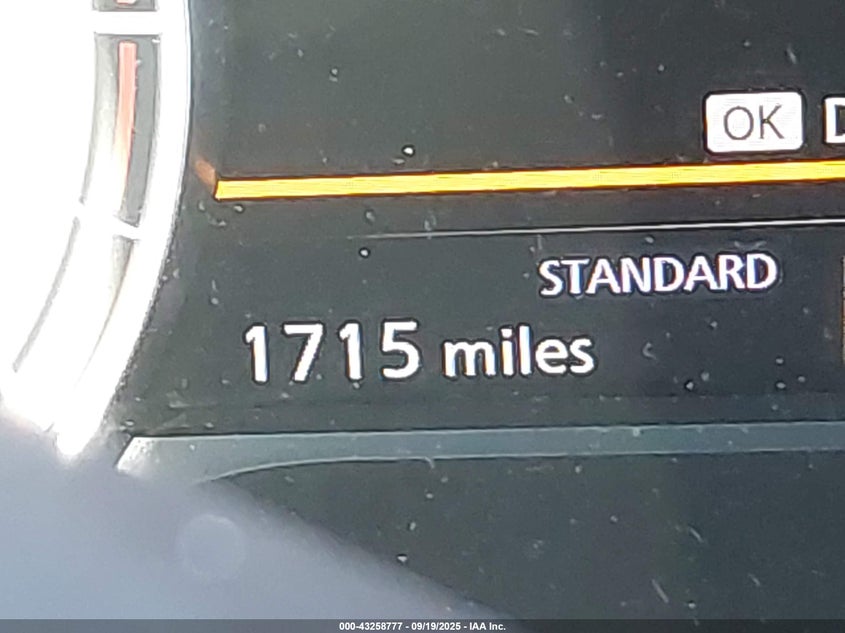 OK
STANDARD
1715 miles
000-43258777 - 09/19/2025 - IAA Inc.